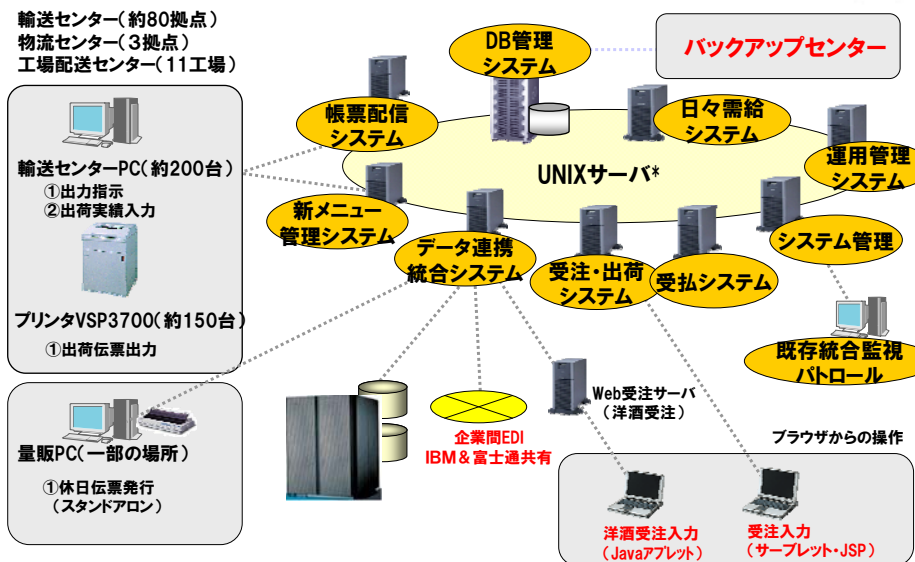 輸送センター(約80拠点)
物流センター(3拠点)
工場配送センター(11工場)
輸送センターPC(約200台)
①出力指示
②出荷実績入力
プリンタVSP3700(約150台)
①出荷伝票出力
量販PC(一部の場所)
①休日伝票発行
(スタンドアロン)
DB管理
システム
バックアップセンター
帳票配信
システム
日々需給
システム
運用管理
システム
UNIXサーバ*
新メニュー
管理システム
データ連携
統合システム
受注・出荷
システム
受払システム
システム管理
既存統合監視
パトロール
Web受注サーバ
(洋酒受注)
企業間EDI
IBM&富士通共有
ブラウザからの操作
洋酒受注入力
(Javaアプレット)
受注入力
(サーブレット・JSP)